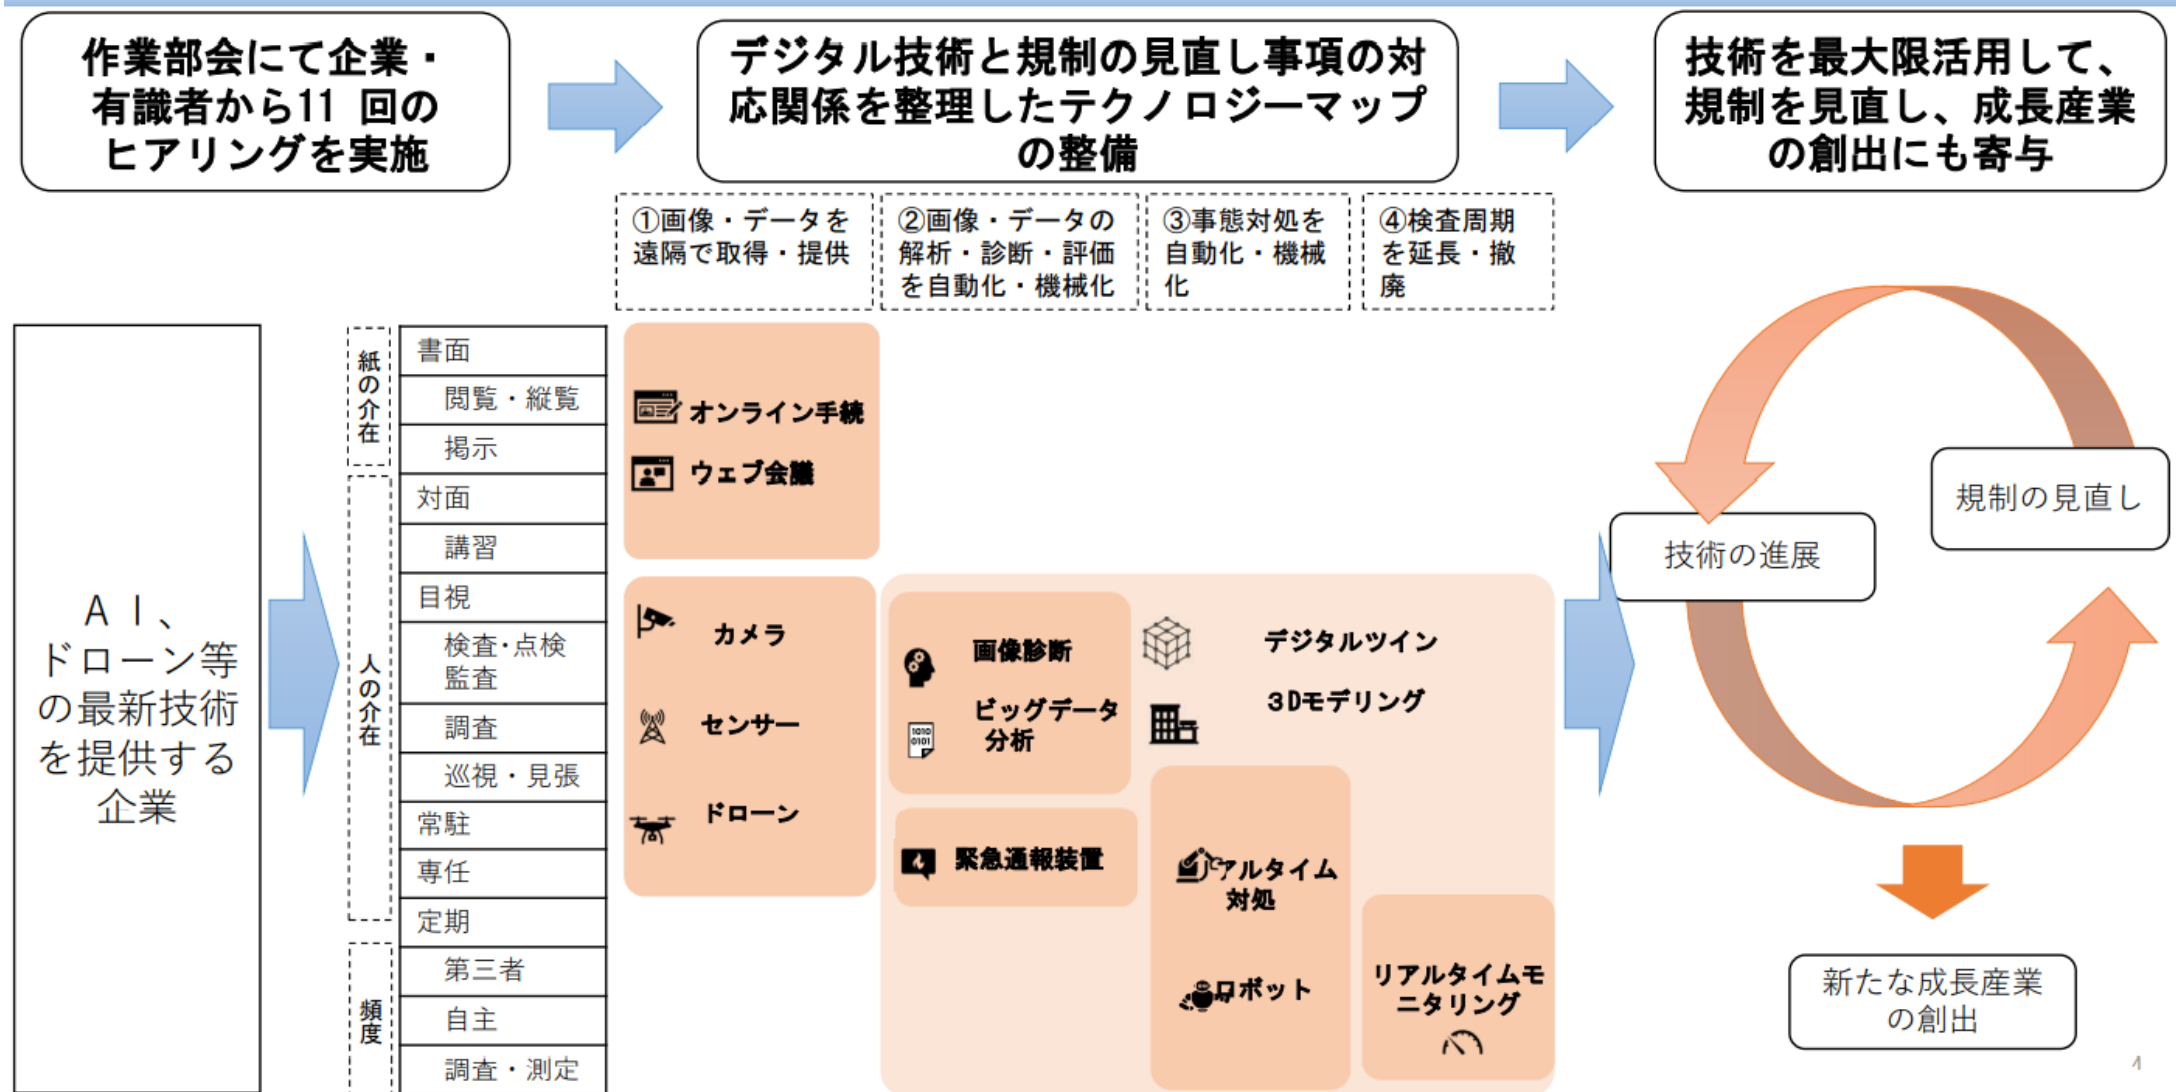 作業部会にて企業・
有識者から11 回の
ヒアリングを実施
デジタル技術と規制の見直し事項の対
応関係を整理したテクノロジーマップ
の整備
技術を最大限活用して、
規制を見直し、成長産業
の創出にも寄与
①画像・データを
遠隔で取得・提供
②画像・データの
解析・診断・評価
を自動化・機械化
③事態対処を
自動化・機械
化
④検査周期
を延長・撤
廃
ＡＩ、
ドローン等
の最新技術
を提供する
企業
紙の介在
人の介在
頻度
書面
閲覧・縦覧
掲示
対面
講習
目視
検査・点検
監査
調査
巡視・見張
常駐
専任
定期
第三者
自主
調査・測定
オンライン手続
ウェブ会議
カメラ
センサー
ドローン
画像診断
ビッグデータ
分析
1010
0101
緊急通報装置
デジタルツイン
３Dモデリング
アルタイム
対処
ロボット
リアルタイムモ
ニタリング
規制の見直し
技術の進展
新たな成長産業
の創出
4